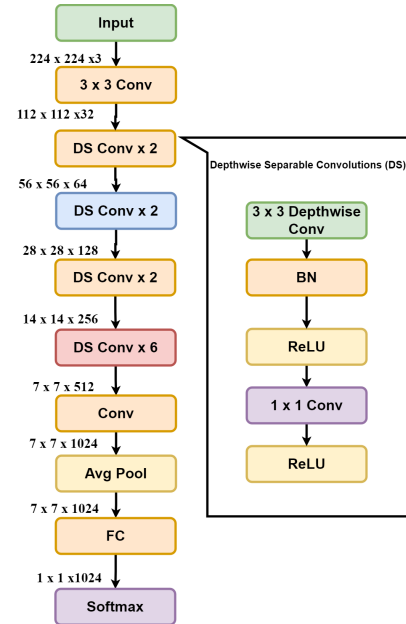 Input
224 x 224 x3
3 x 3 Conv
112 x 112 x32
DS Conv x 2
56 x 56 x 64
DS Conv x 2
28 x 28 x 128
DS Conv x 2
14 x 14 x 256
DS Conv x 6
7 x 7 x 512
Conv
7 x 7 x 1024
Avg Pool
7 x 7 x 1024
FC
1 x 1 x1024
Softmax
Depthwise Separable Convolutions (DS)
3 x 3 Depthwise
Conv
BN
ReLU
1 x 1 Conv
ReLU